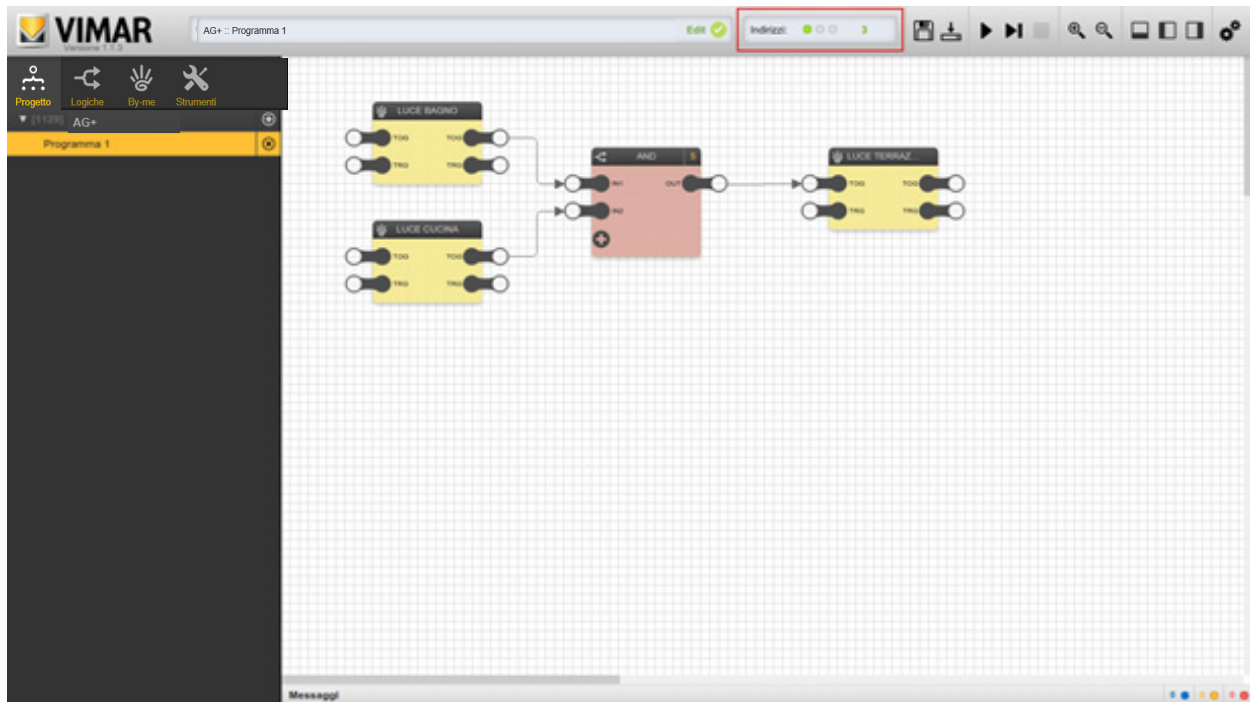 VIMAR
Versione 1.1.3
AG+ :: Programma 1
Edit
Indirizzi:
3
Progetto
Logiche
By-me
Strumenti
[1129]
AG+
Programma 1
LUCE BAGNO
TOG TOG
TRG TRG
LUCE CUCINA
TOG TOG
TRG TRG
AND 5
IN1 OUT
IN2
LUCE TERRAZ...
TOG TOG
TRG TRG
Messaggi